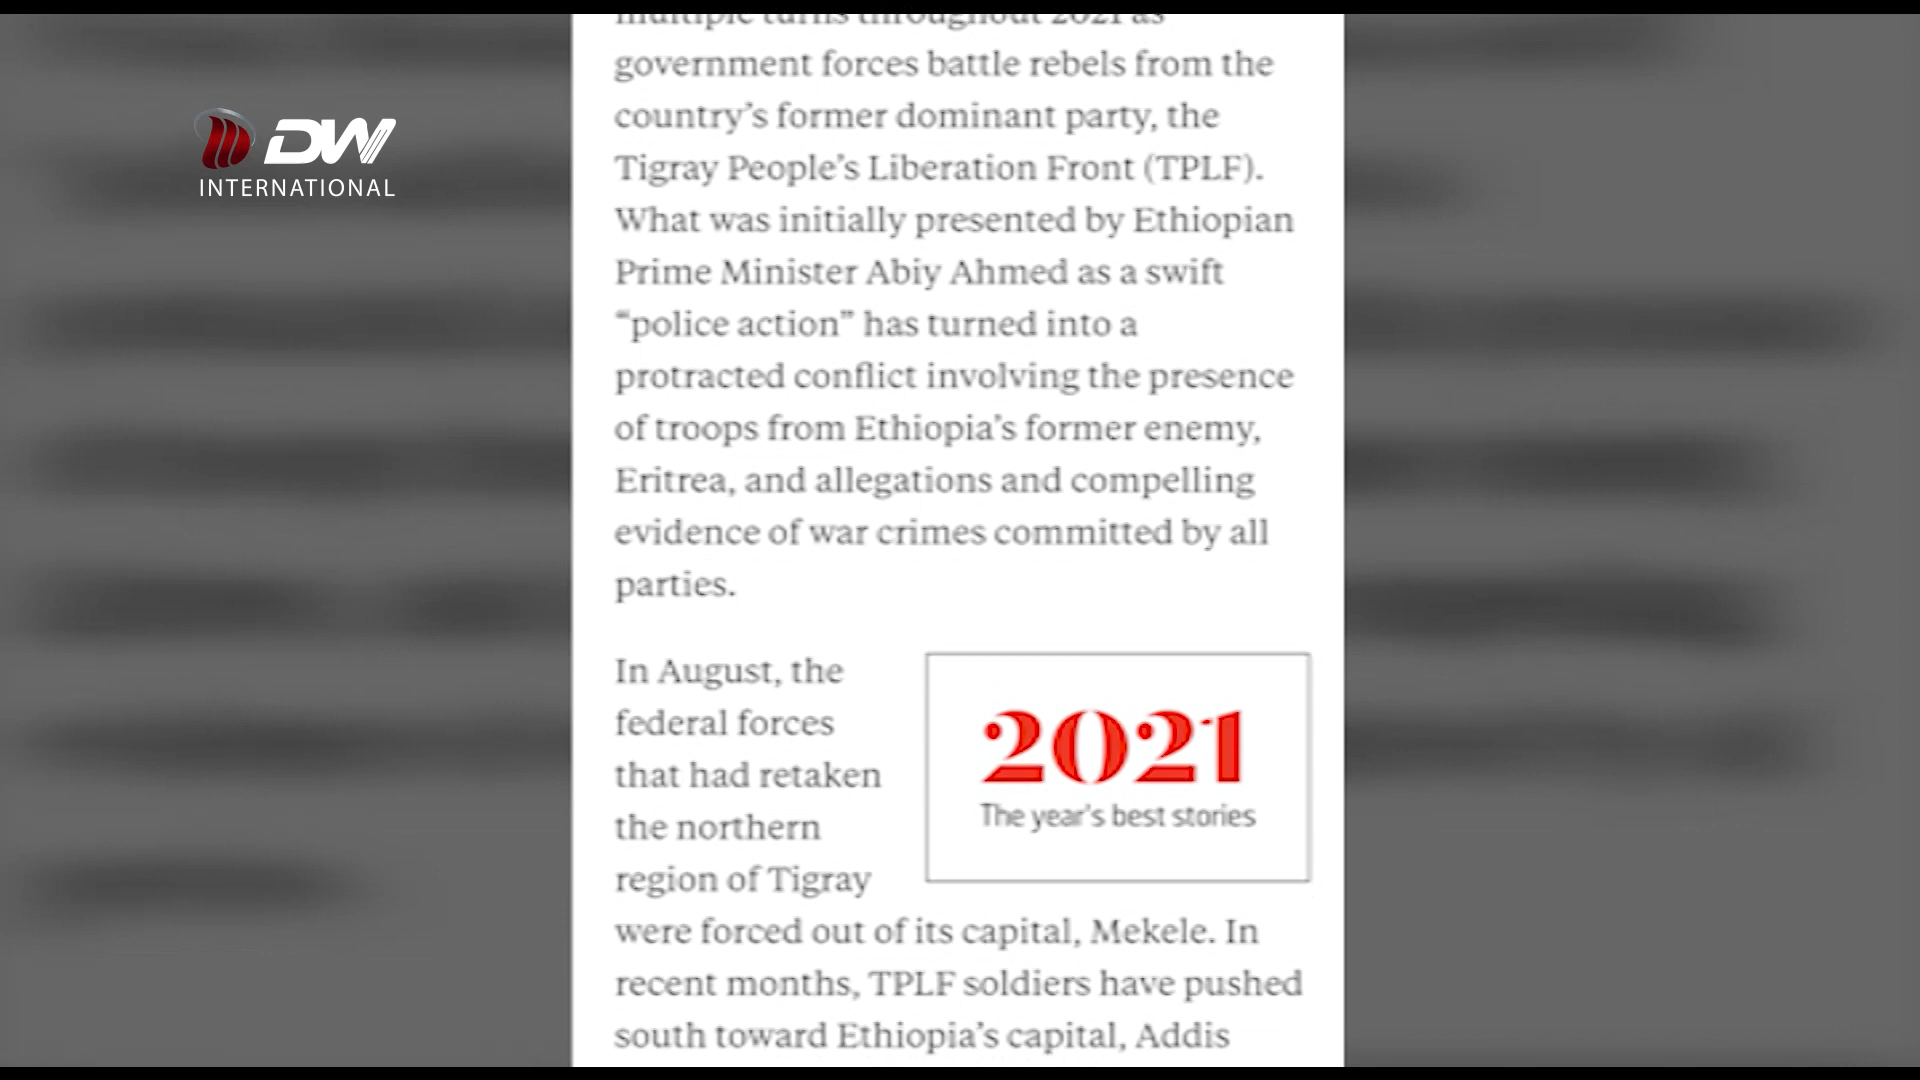 DW
INTERNATIONAL
multiple turns throughout 2021 as
government forces battle rebels from the
country’s former dominant party, the
Tigray People’s Liberation Front (TPLF).
What was initially presented by Ethiopian
Prime Minister Abiy Ahmed as a swift
“police action” has turned into a
protracted conflict involving the presence
of troops from Ethiopia’s former enemy,
Eritrea, and allegations and compelling
evidence of war crimes committed by all
parties.
In August, the
federal forces
that had retaken
the northern
region of Tigray
were forced out of its capital, Mekele. In
recent months, TPLF soldiers have pushed
south toward Ethiopia’s capital, Addis
2021
The year's best stories